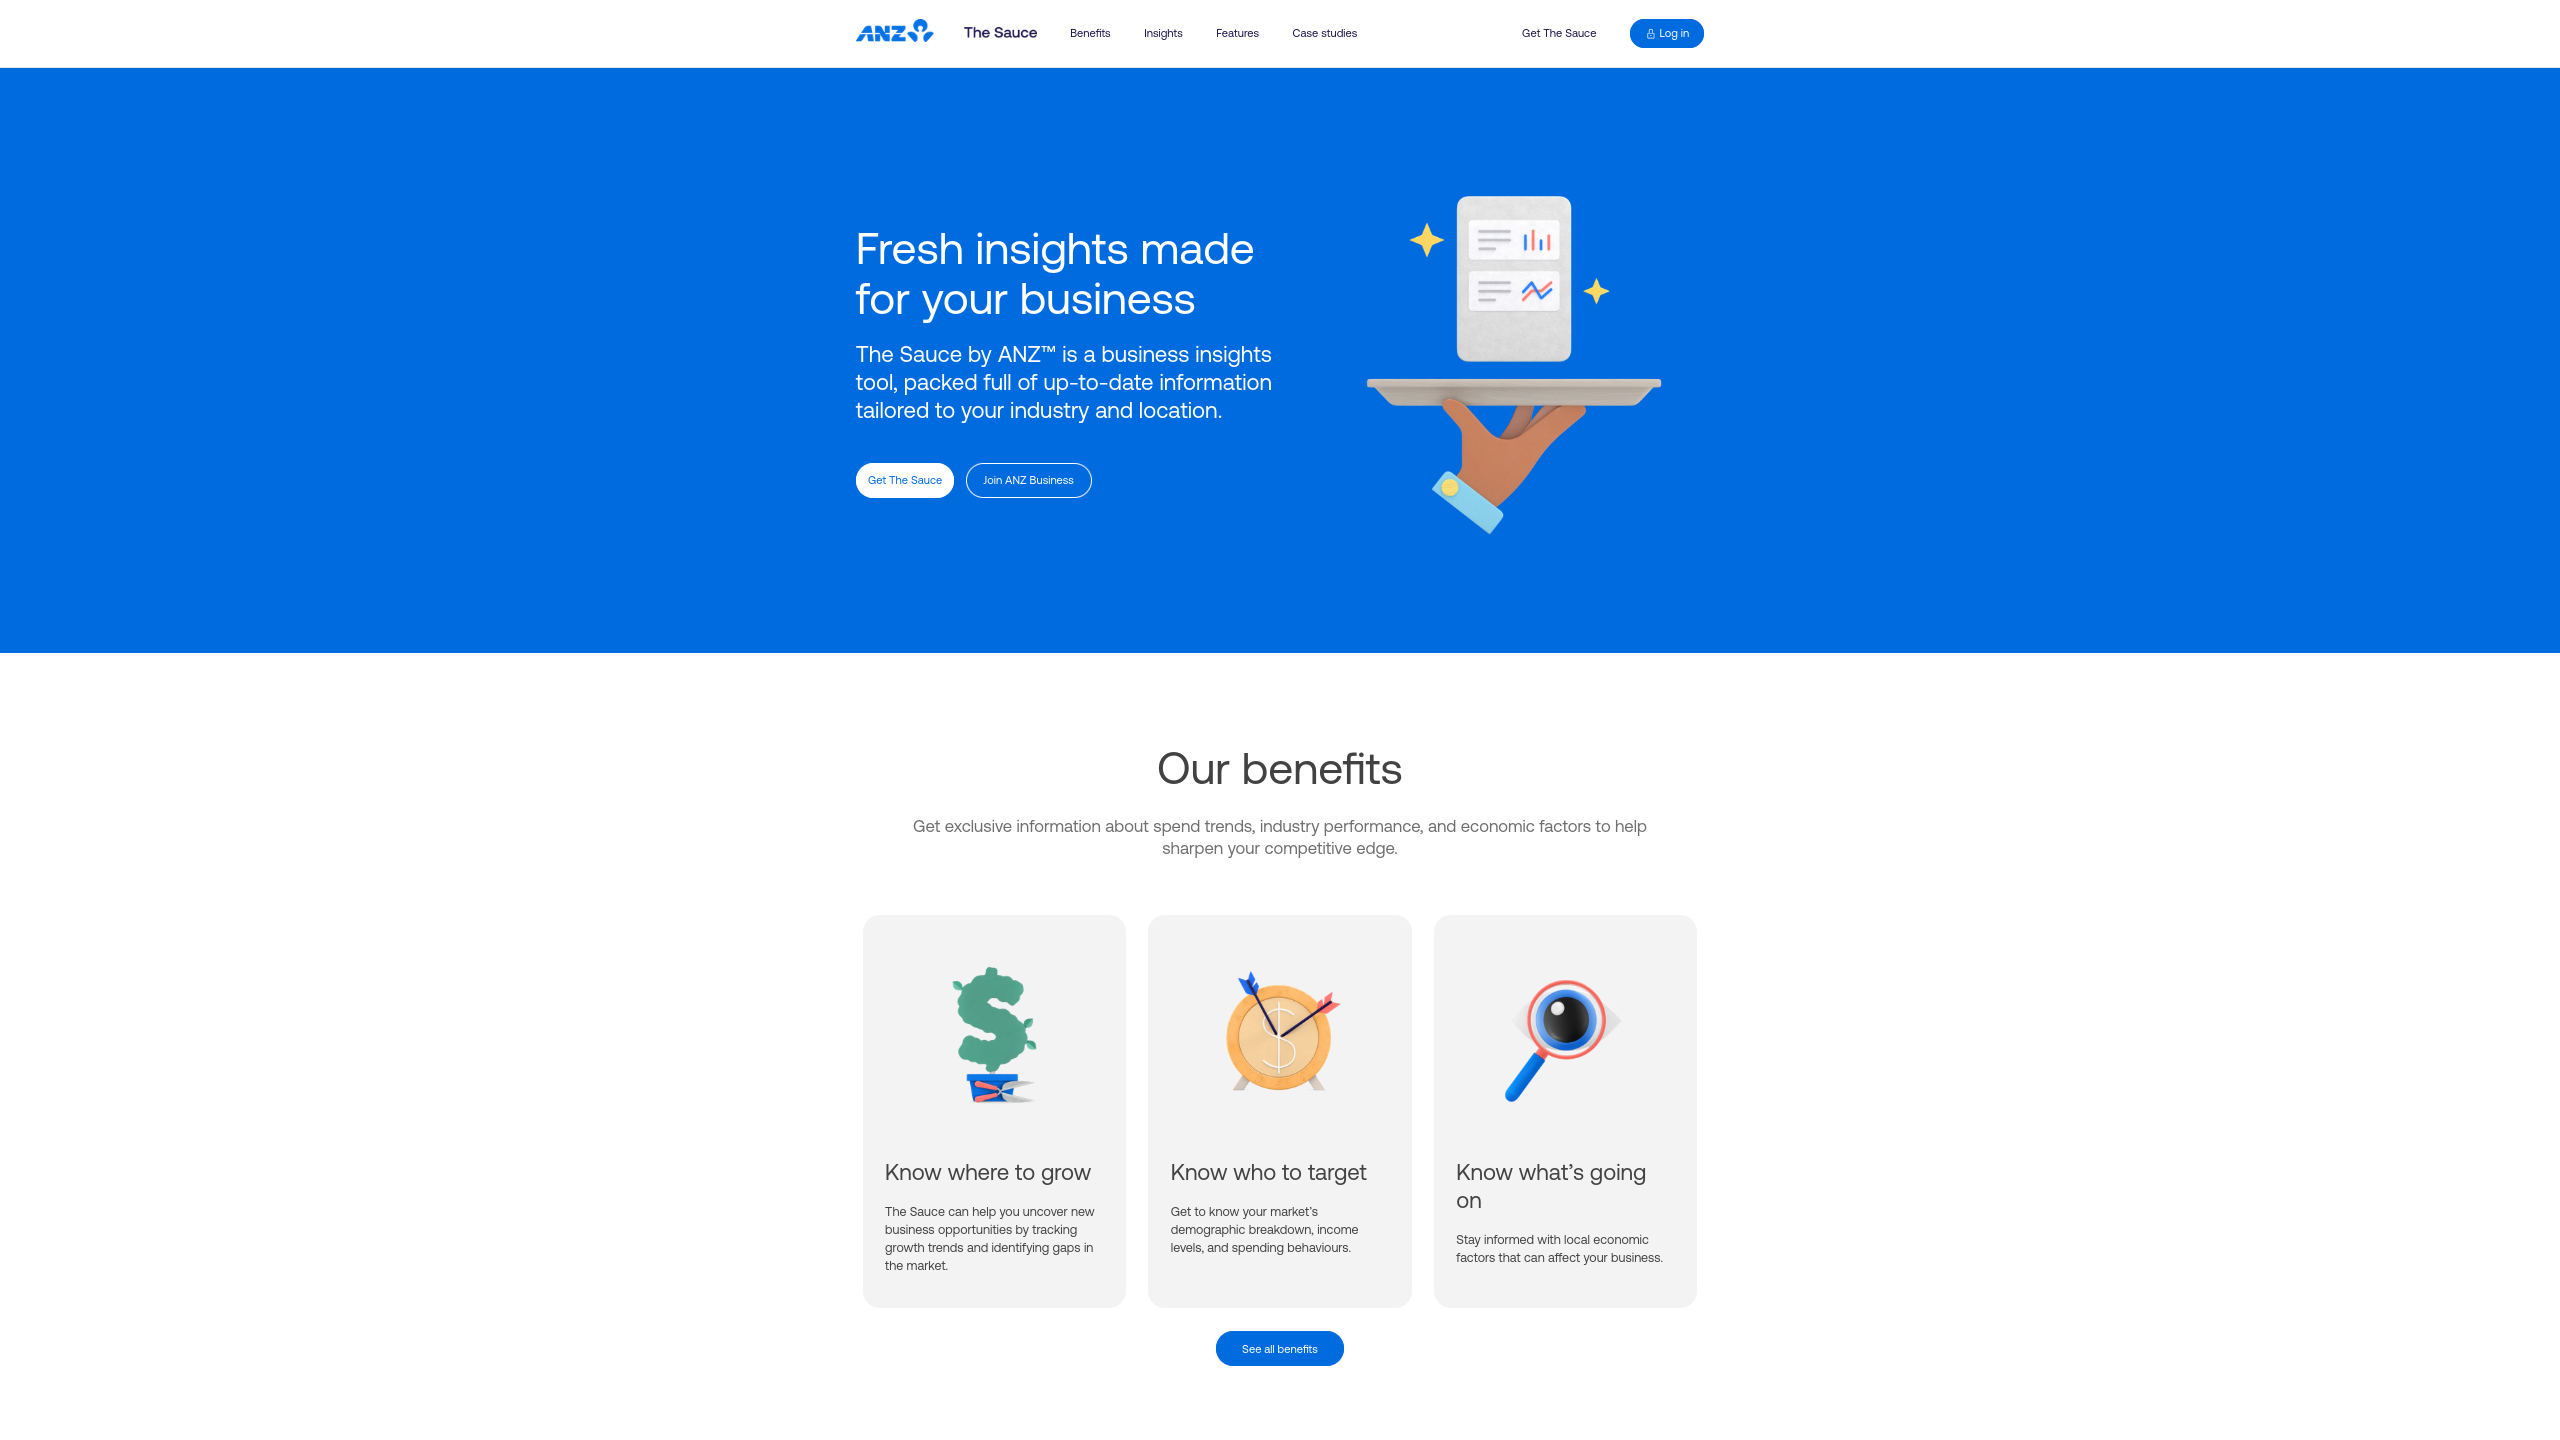 ANZ
The Sauce
Benefits
Insights
Features
Case studies
Get The Sauce
Log in
Fresh insights made
for your business
The Sauce by ANZ™ is a business insights
tool, packed full of up-to-date information
tailored to your industry and location.
Get The Sauce
Join ANZ Business
Our benefits
Get exclusive information about spend trends, industry performance, and economic factors to help
sharpen your competitive edge.
Know where to grow
The Sauce can help you uncover new
business opportunities by tracking
growth trends and identifying gaps in
the market.
Know who to target
Get to know your market’s
demographic breakdown, income
levels, and spending behaviours.
Know what’s going
on
Stay informed with local economic
factors that can affect your business.
See all benefits